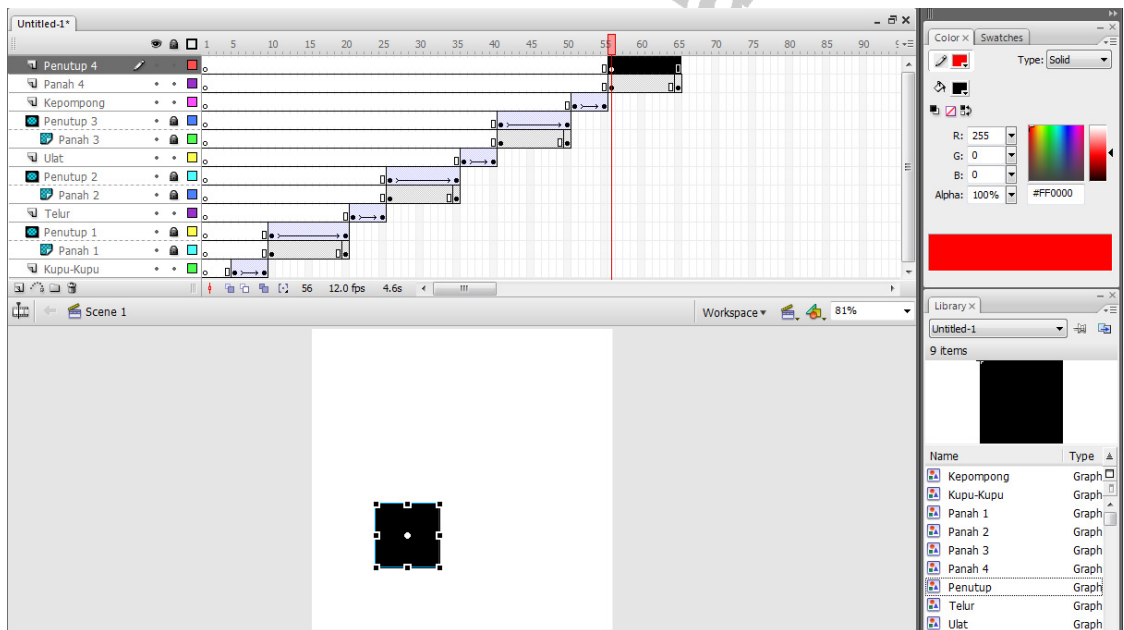 Untitled-1*
1 5 10 15 20 25 30 35 40 45 50 55 60 65 70 75 80 85 90
Penutup 4
Panah 4
Kepompong
Penutup 3
Panah 3
Ulat
Penutup 2
Panah 2
Telur
Penutup 1
Panah 1
Kupu-Kupu
56 12.0 fps 4.6s
Scene 1
Workspace
81%
Color Swatches
Type: Solid
R: 255
G: 0
B: 0
Alpha: 100% #FF0000
Library
Untitled-1
9 items
Name Type
Kepompong Graph
Kupu-Kupu Graph
Panah 1 Graph
Panah 2 Graph
Panah 3 Graph
Panah 4 Graph
Penutup Graph
Telur Graph
Ulat Graph